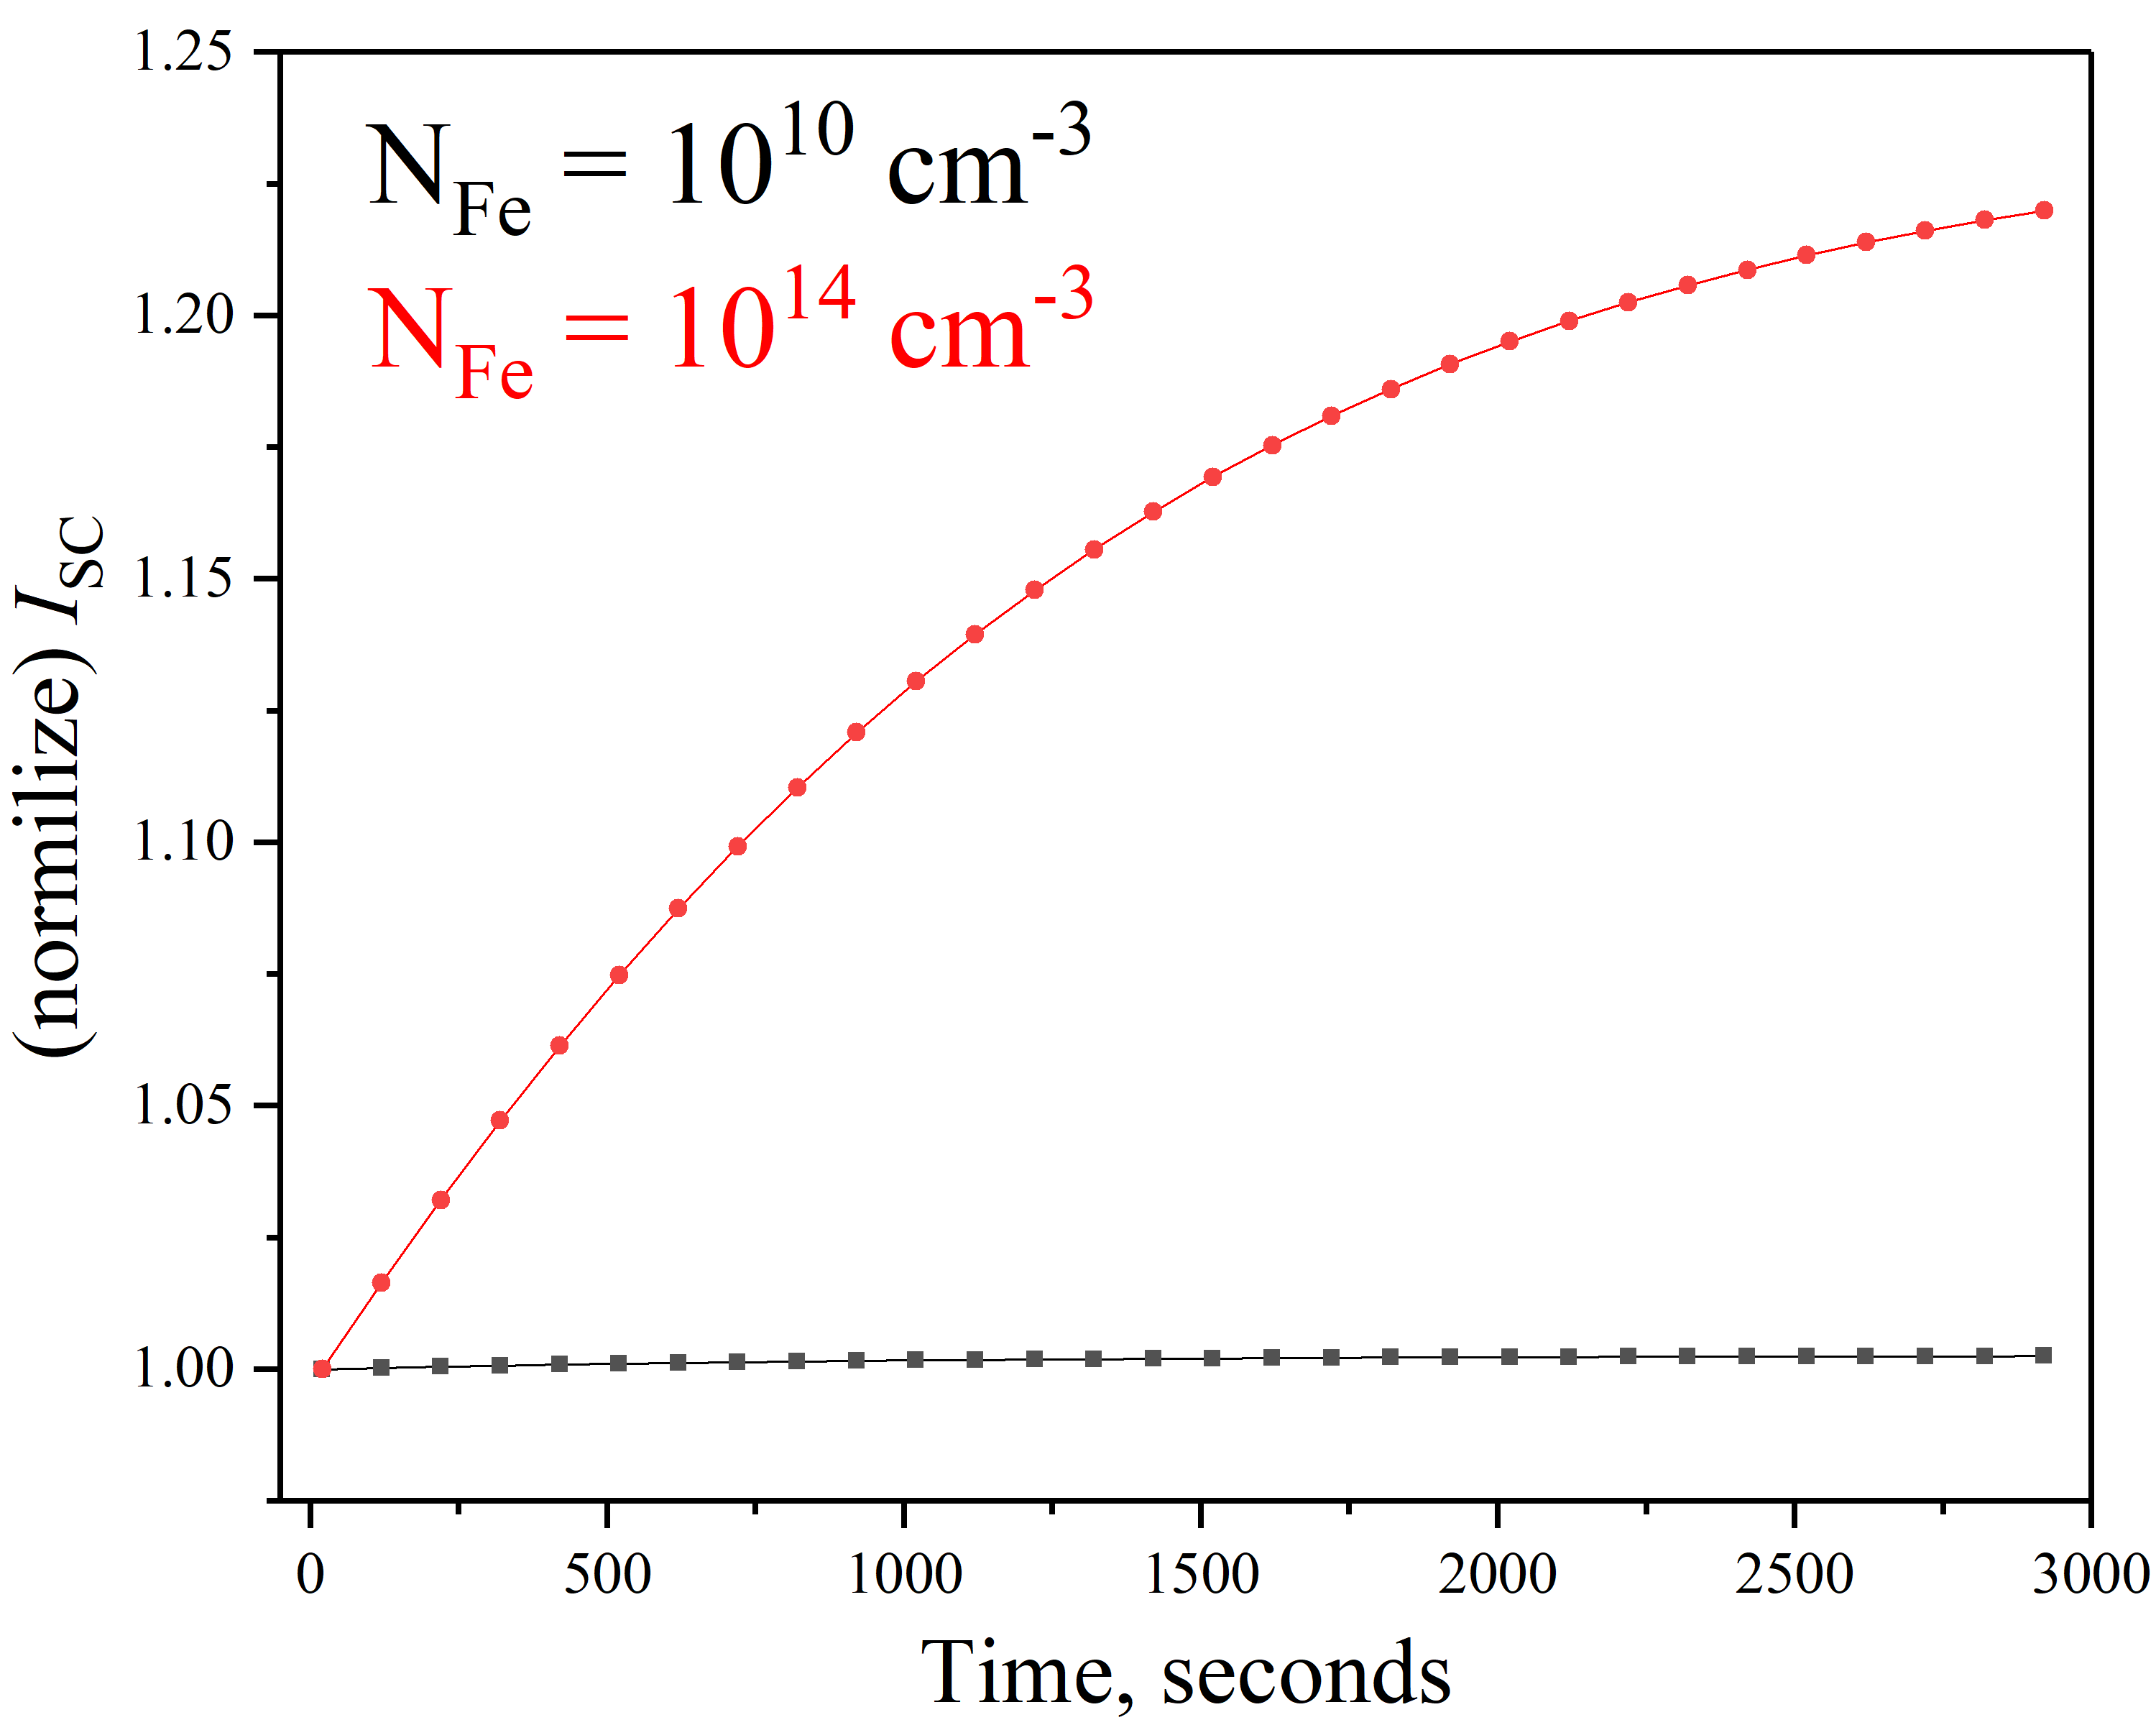 1.25
N_Fe = 10^10 cm^-3
N_Fe = 10^14 cm^-3
1.20
1.15
1.10
1.05
1.00
(normilize) I_SC
0 500 1000 1500 2000 2500 3000
Time, seconds